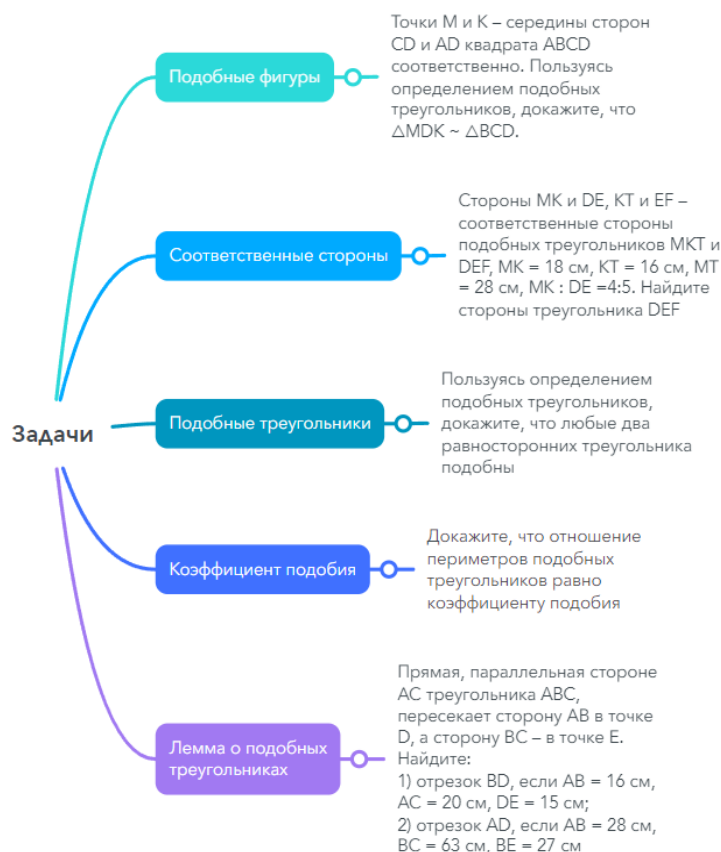 Задачи
Подобные фигуры
Точки M и K – середины сторон
CD и AD квадрата ABCD
соответственно. Пользуясь
определением подобных
треугольников, докажите, что
△MDK ~ △BCD.
Соответственные стороны
Стороны MK и DE, KT и EF –
соответственные стороны
подобных треугольников MKT и
DEF, MK = 18 см, KT = 16 см, MT
= 28 см, MK : DE =4:5. Найдите
стороны треугольника DEF
Подобные треугольники
Пользуясь определением
подобных треугольников,
докажите, что любые два
равносторонних треугольника
подобны
Коэффициент подобия
Докажите, что отношение
периметров подобных
треугольников равно
коэффициенту подобия
Лемма о подобных
треугольниках
Прямая, параллельная стороне
AC треугольника ABC,
пересекает сторону AB в точке
D, а сторону BC – в точке E.
Найдите:
1) отрезок BD, если AB = 16 см,
AC = 20 см, DE = 15 см;
2) отрезок AD, если AB = 28 см,
BC = 63 см, BE = 27 см